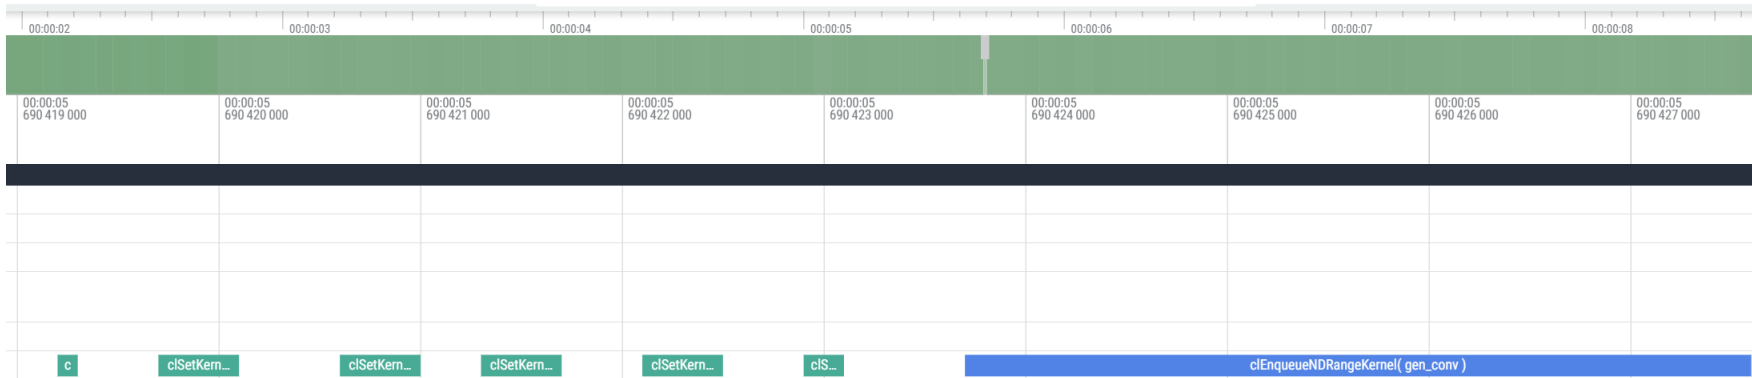 00:00:02 00:00:03 00:00:04 00:00:05 00:00:06 00:00:07 00:00:08
00:00:05 00:00:05 00:00:05 00:00:05 00:00:05 00:00:05 00:00:05 00:00:05 00:00:05
690 419 000 690 420 000 690 421 000 690 422 000 690 423 000 690 424 000 690 425 000 690 426 000 690 427 000
c clSetKern... clSetKern... clSetKern... clSetKern... clS... clEnqueueNDRangeKernel( gen_conv )